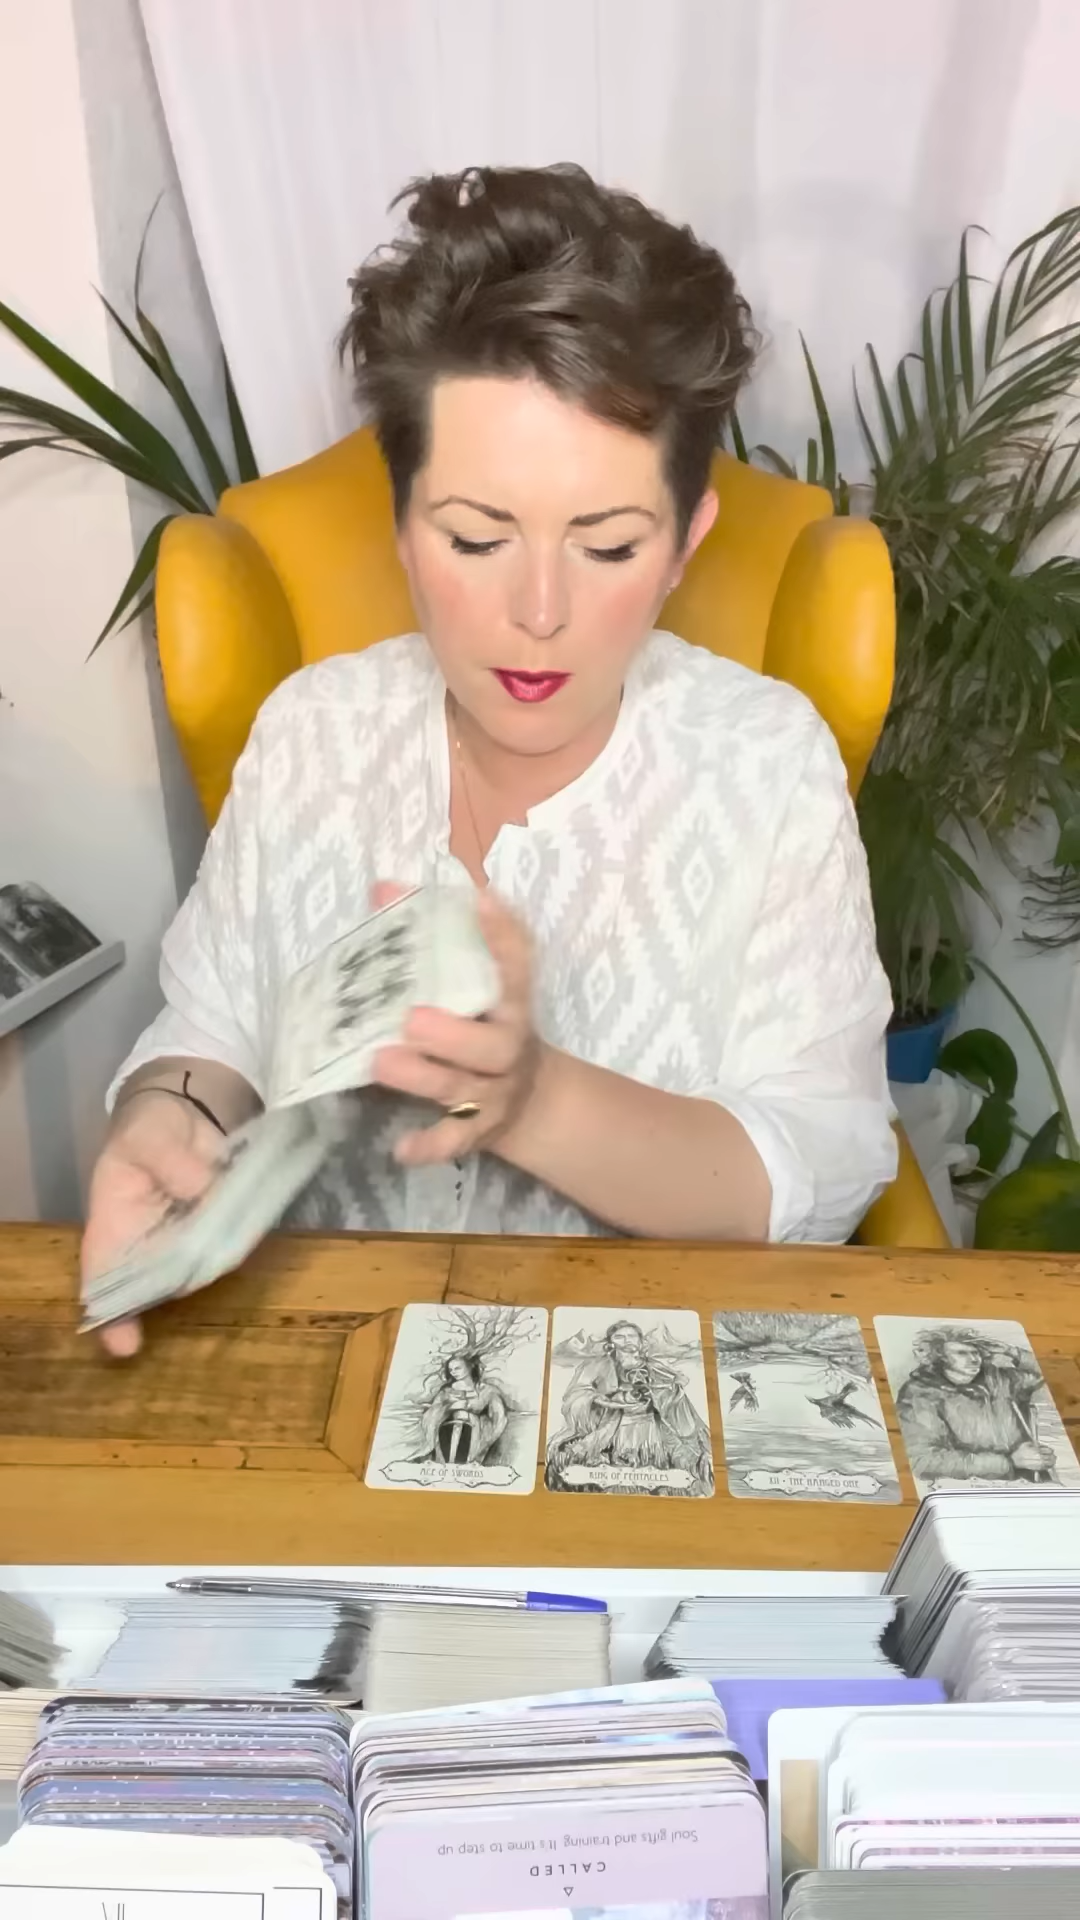 ACE OF SWORDS
KING OF PENTACLES
XII • THE HANGED ONE
Soul gifts and training. It's time to step up
CALLED